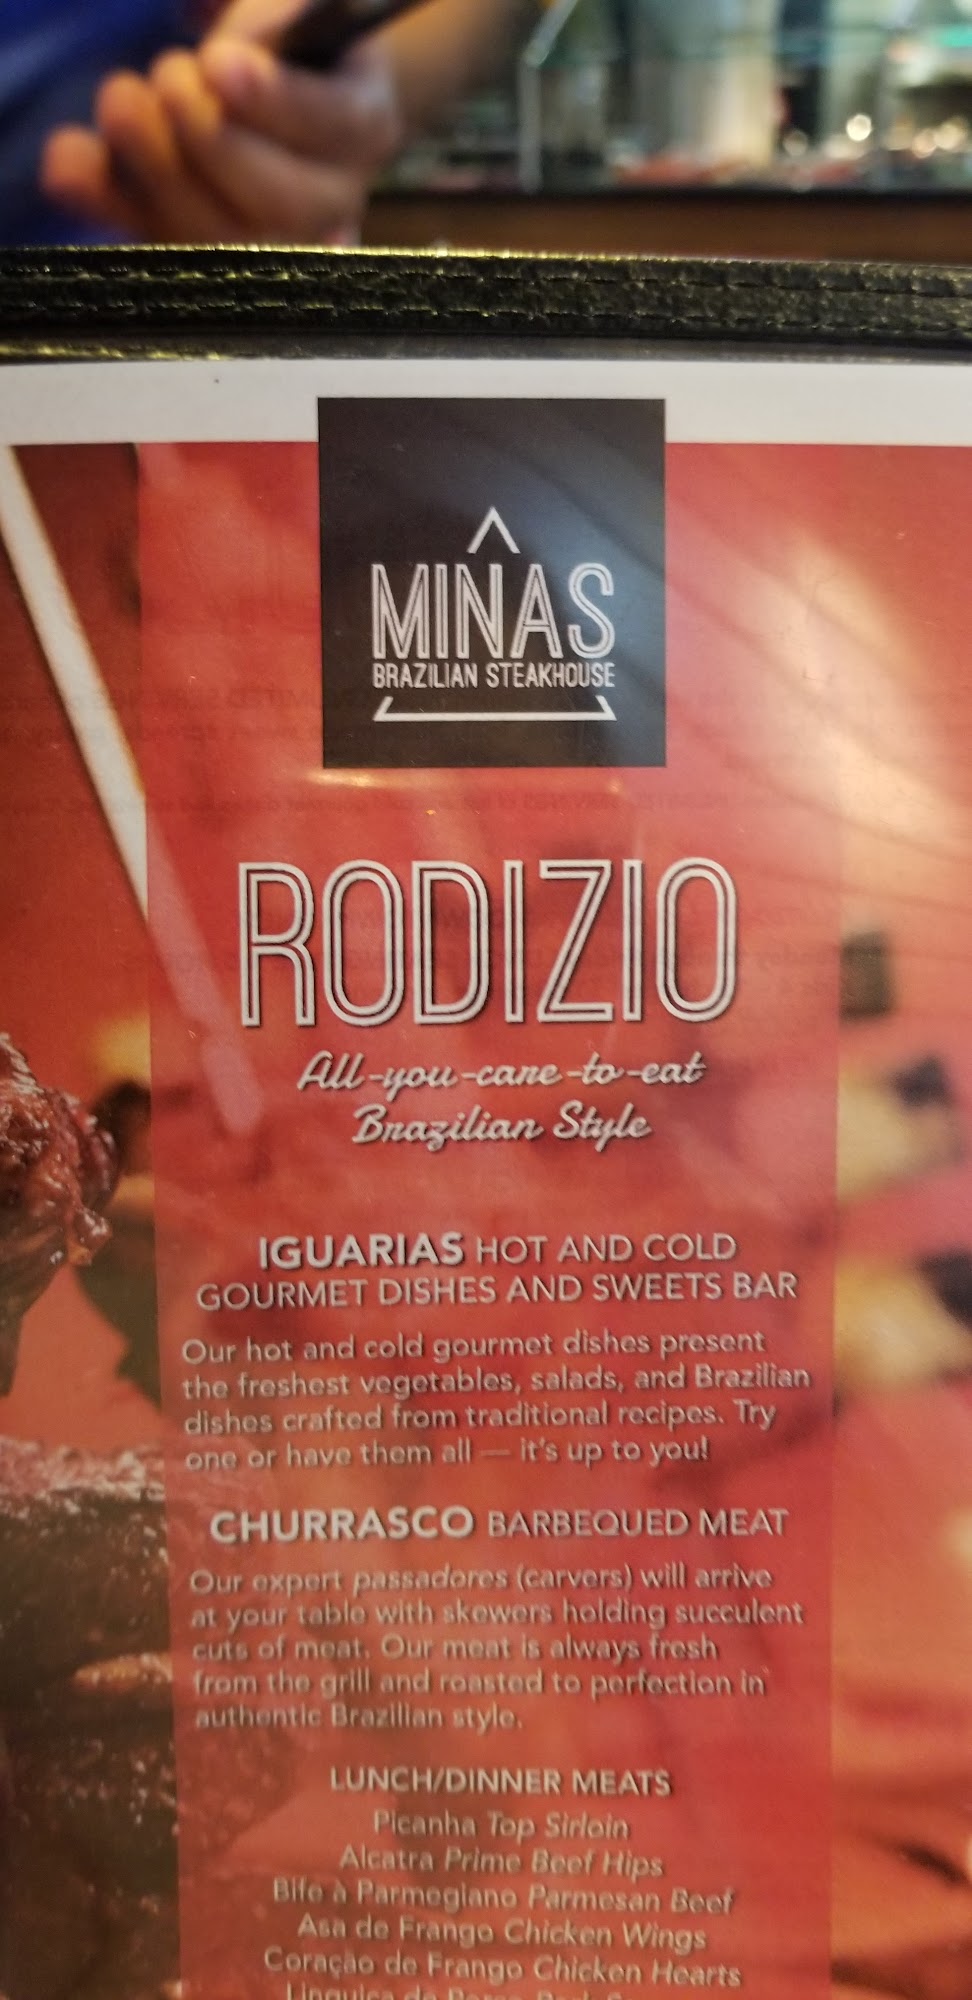 MINAS
BRAZILIAN STEAKHOUSE
RODIZIO
All-you-care-to-eat
Brazilian Style
IGUARIAS HOT AND COLD
GOURMET DISHES AND SWEETS BAR
Our hot and cold gourmet dishes present
the freshest vegetables, salads, and Brazilian
dishes crafted from traditional recipes. Try
one or have them all — it's up to you!
CHURRASCO BARBEQUED MEAT
Our expert passadores (carvers) will arrive
at your table with skewers holding succulent
cuts of meat. Our meat is always fresh
from the grill and roasted to perfection in
authentic Brazilian style.
LUNCH/DINNER MEATS
Picanha Top Sirloin
Alcatra Prime Beef Hips
Bife à Parmegiano Parmesan Beef
Asa de Frango Chicken Wings
Coração de Frango Chicken Hearts